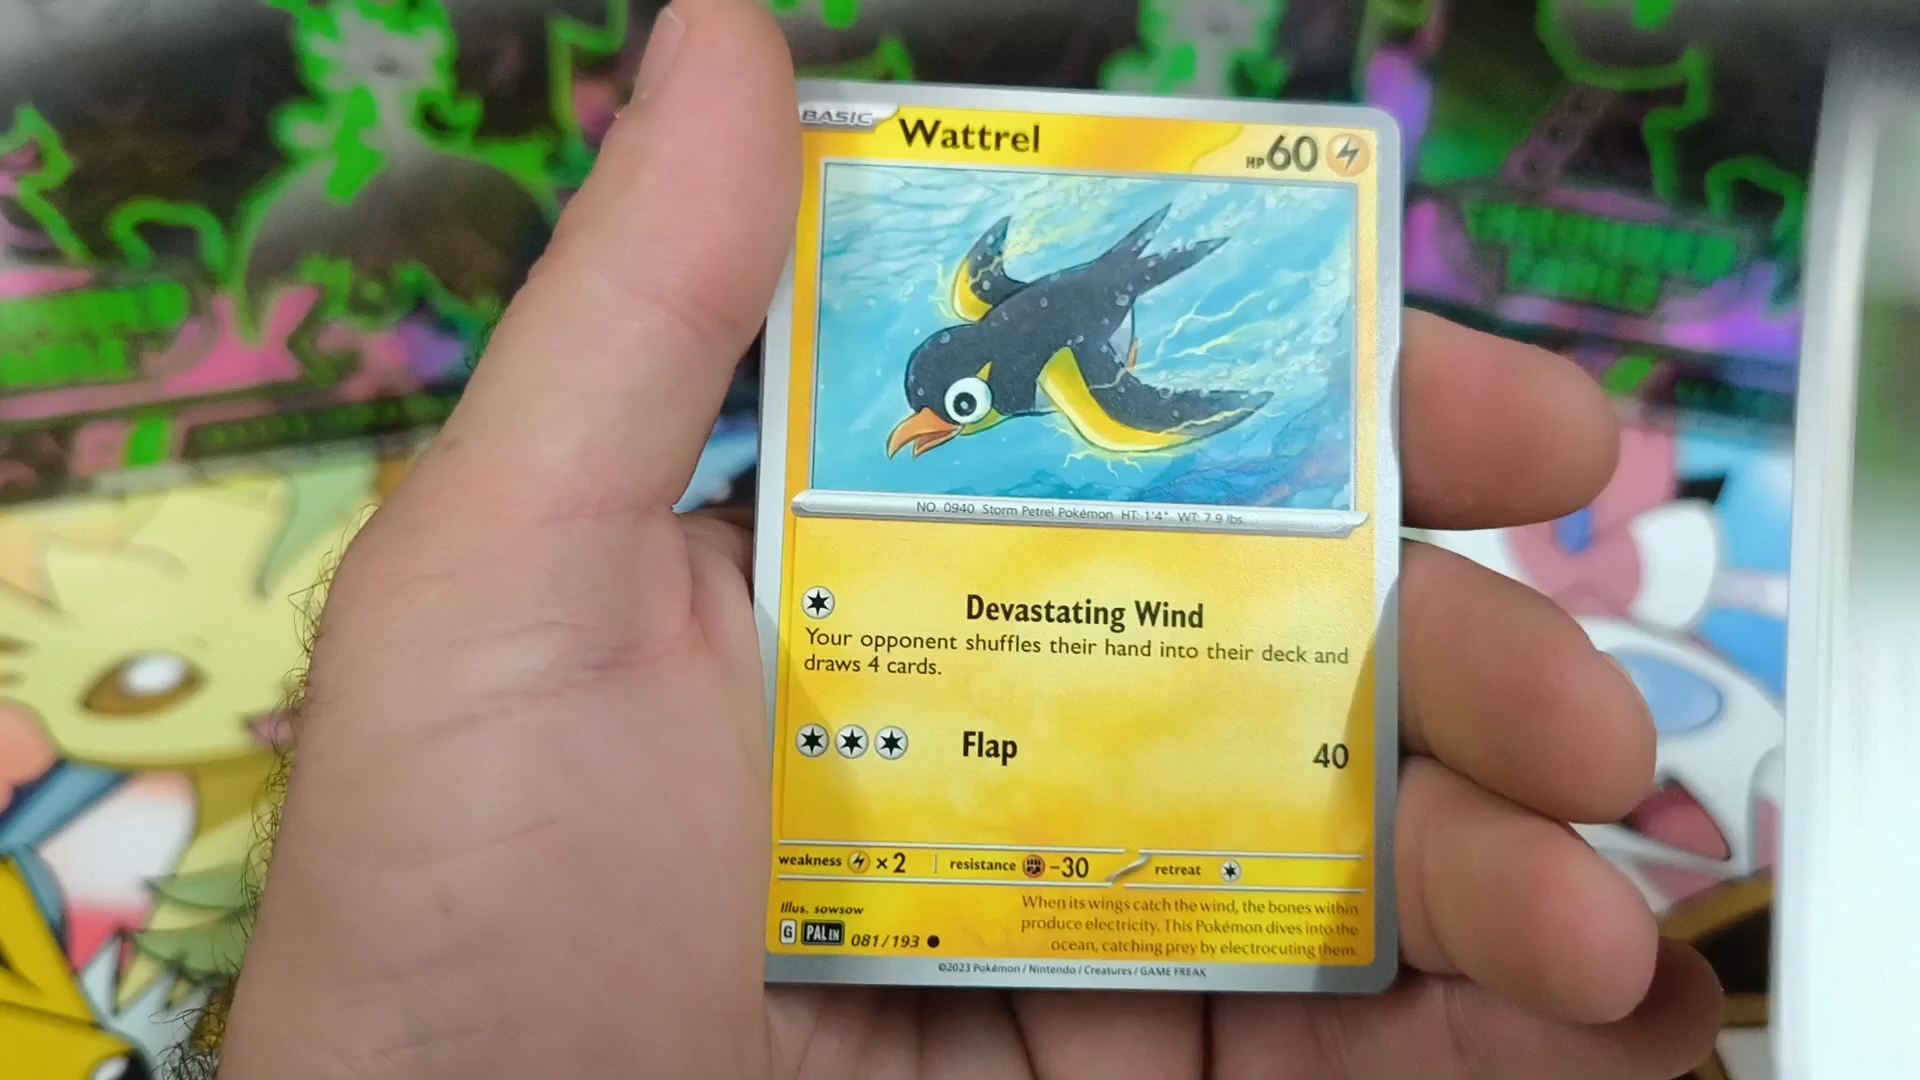 BASIC
Wattrel
HP 60
NO. 0940 Storm Petrel Pokémon HT: 1'4" WT: 7.9 lbs.
Devastating Wind
Your opponent shuffles their hand into their deck and
draws 4 cards.
Flap 40
weakness ×2 resistance -30 retreat
Illus. sowsow
When its wings catch the wind, the bones within
produce electricity. This Pokémon dives into the
ocean, catching prey by electrocuting them.
G PAL EN 081/193
©2023 Pokémon / Nintendo / Creatures / GAME FREAK